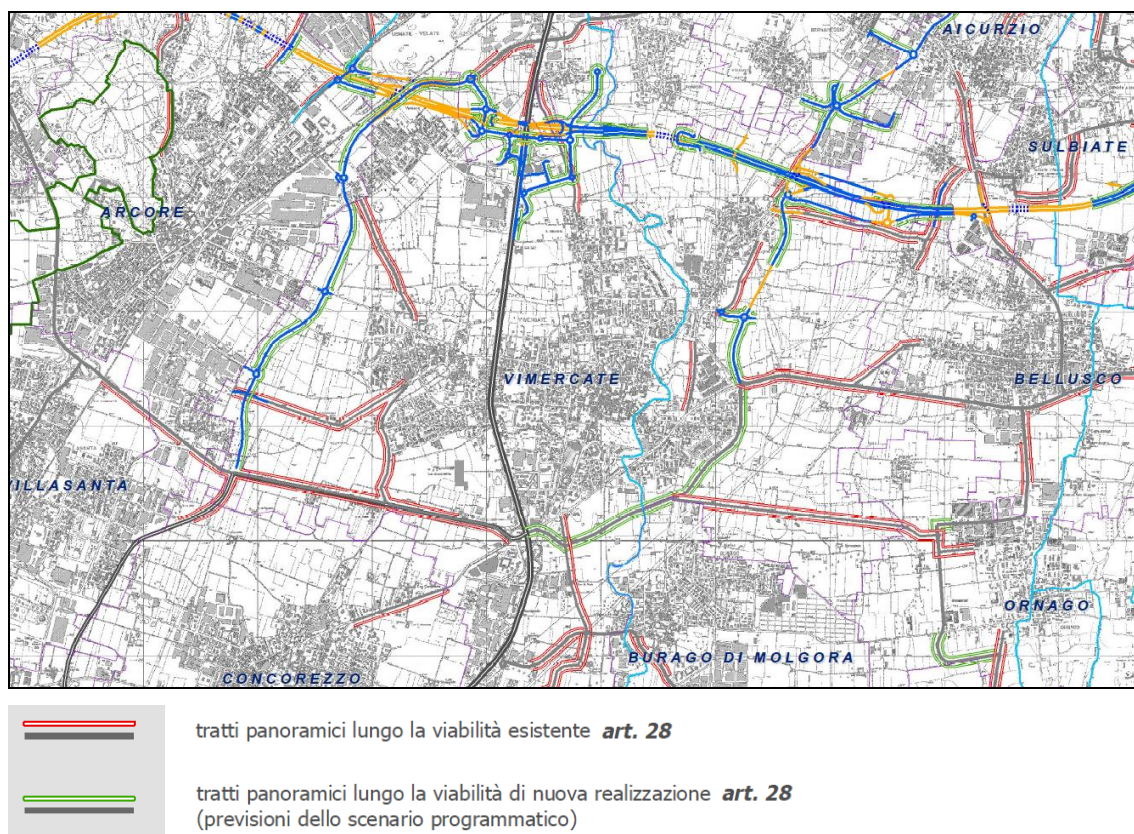 AICURZIO
SULBIATE
ARCORE
VIMERCATE
BELLUSCO
VILLASANTA
ORNAGO
BURAGO DI MOLGORA
CONCOREZZO
tratti panoramici lungo la viabilità esistente art. 28
tratti panoramici lungo la viabilità di nuova realizzazione art. 28
(previsioni dello scenario programmatico)